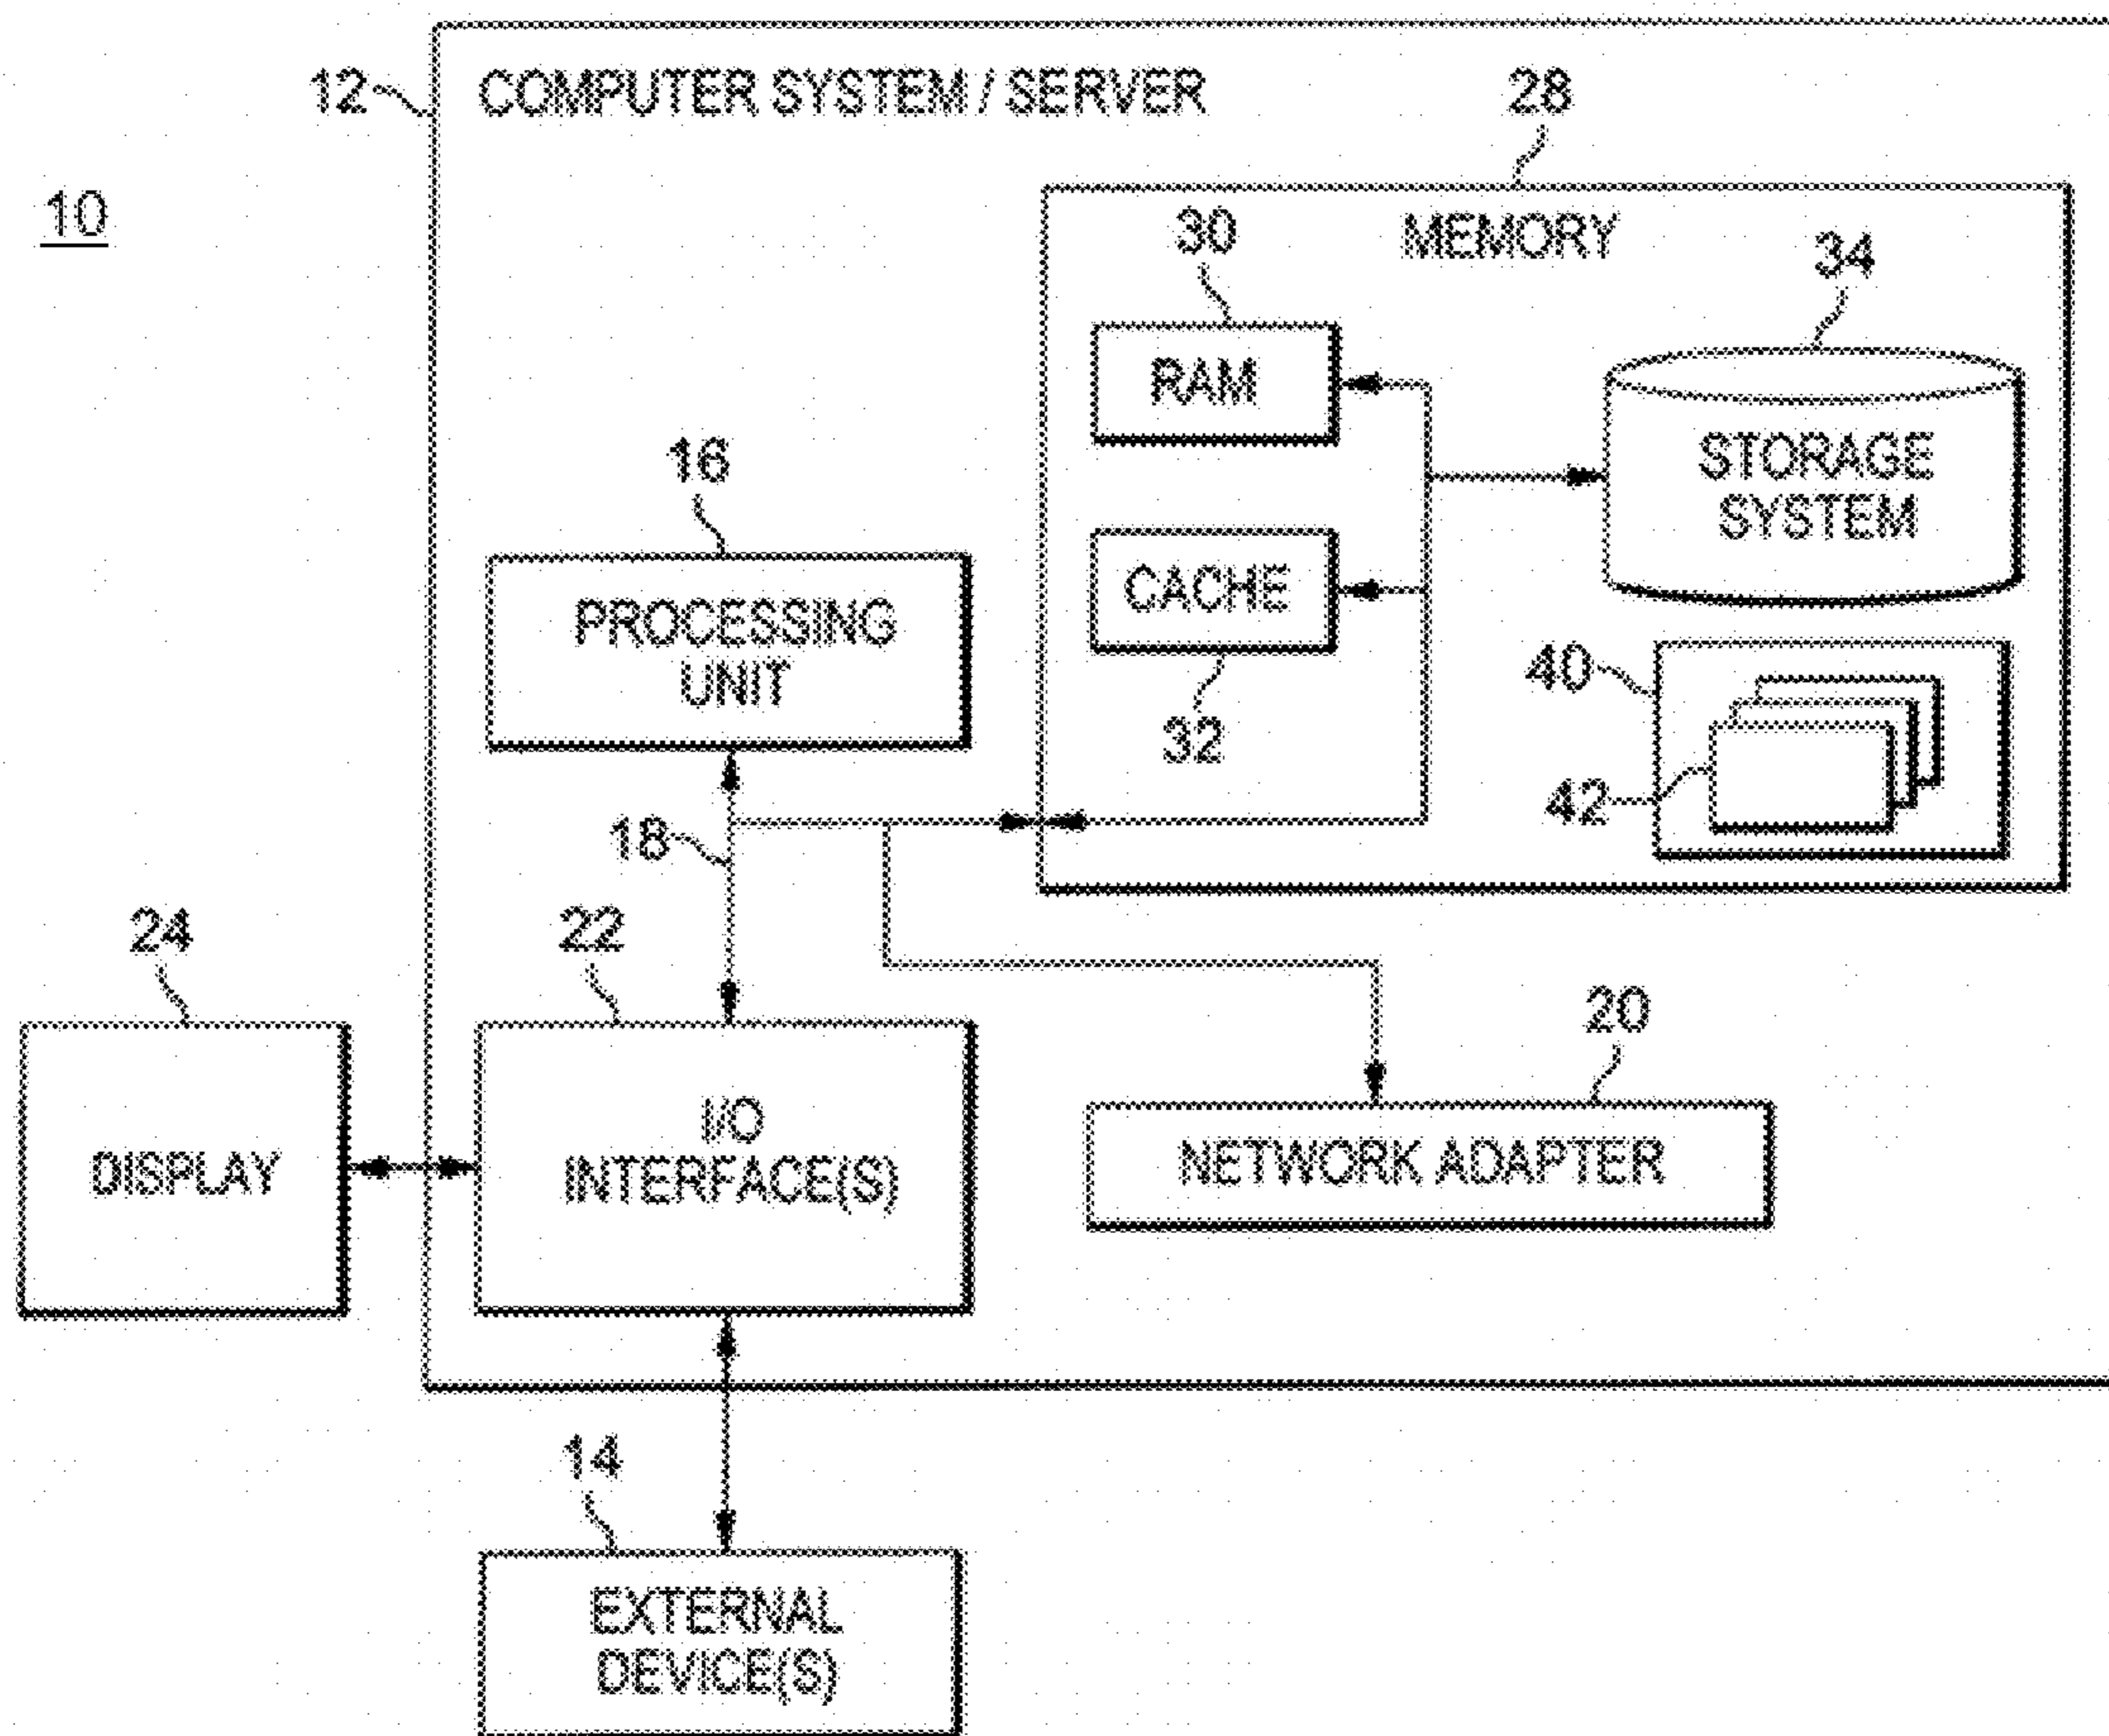 12 COMPUTER SYSTEM / SERVER
28
10
MEMORY
30
34
RAM
STORAGE
SYSTEM
16
CACHE
PROCESSING
UNIT
32
40
42
18
24
22
20
I/O
INTERFACE(S)
DISPLAY
NETWORK ADAPTER
14
EXTERNAL
DEVICE(S)